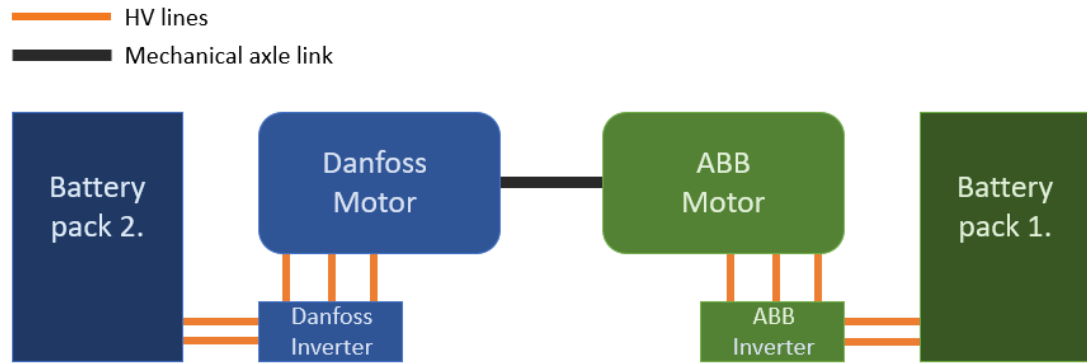 HV lines
Mechanical axle link
Battery
pack 2.
Danfoss
Motor
ABB
Motor
Battery
pack 1.
Danfoss
Inverter
ABB
Inverter